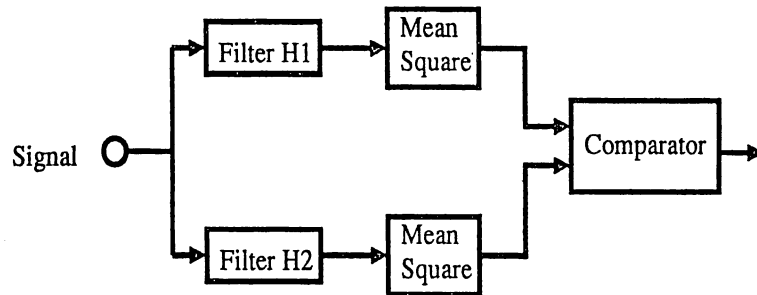 Filter H1
Mean
Square
Signal
Comparator
Filter H2
Mean
Square